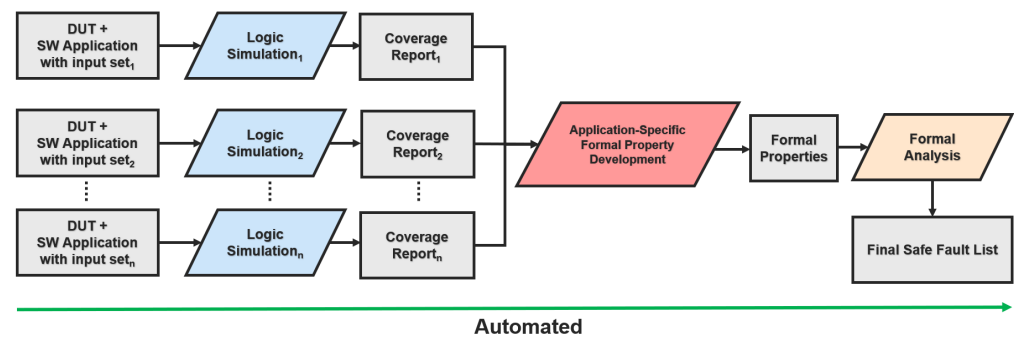 DUT +
SW Application
with input set₁
Logic
Simulation₁
Coverage
Report₁
DUT +
SW Application
with input set₂
Logic
Simulation₂
Coverage
Report₂
DUT +
SW Application
with input setₙ
Logic
Simulationₙ
Coverage
Reportₙ
Application-Specific
Formal Property
Development
Formal
Properties
Formal
Analysis
Final Safe Fault List
Automated